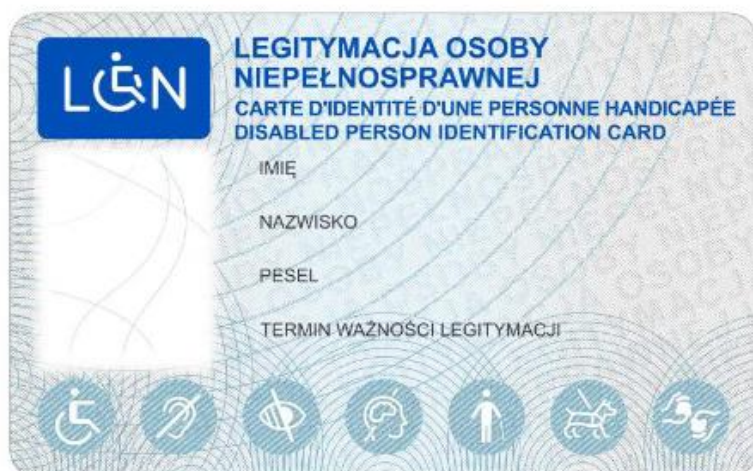 LEGITYMACJA OSOBY
NIEPEŁNOSPRAWNEJ
CARTE D'IDENTITÉ D'UNE PERSONNE HANDICAPÉE
DISABLED PERSON IDENTIFICATION CARD
IMIĘ
NAZWISKO
PESEL
TERMIN WAŻNOŚCI LEGITYMACJI